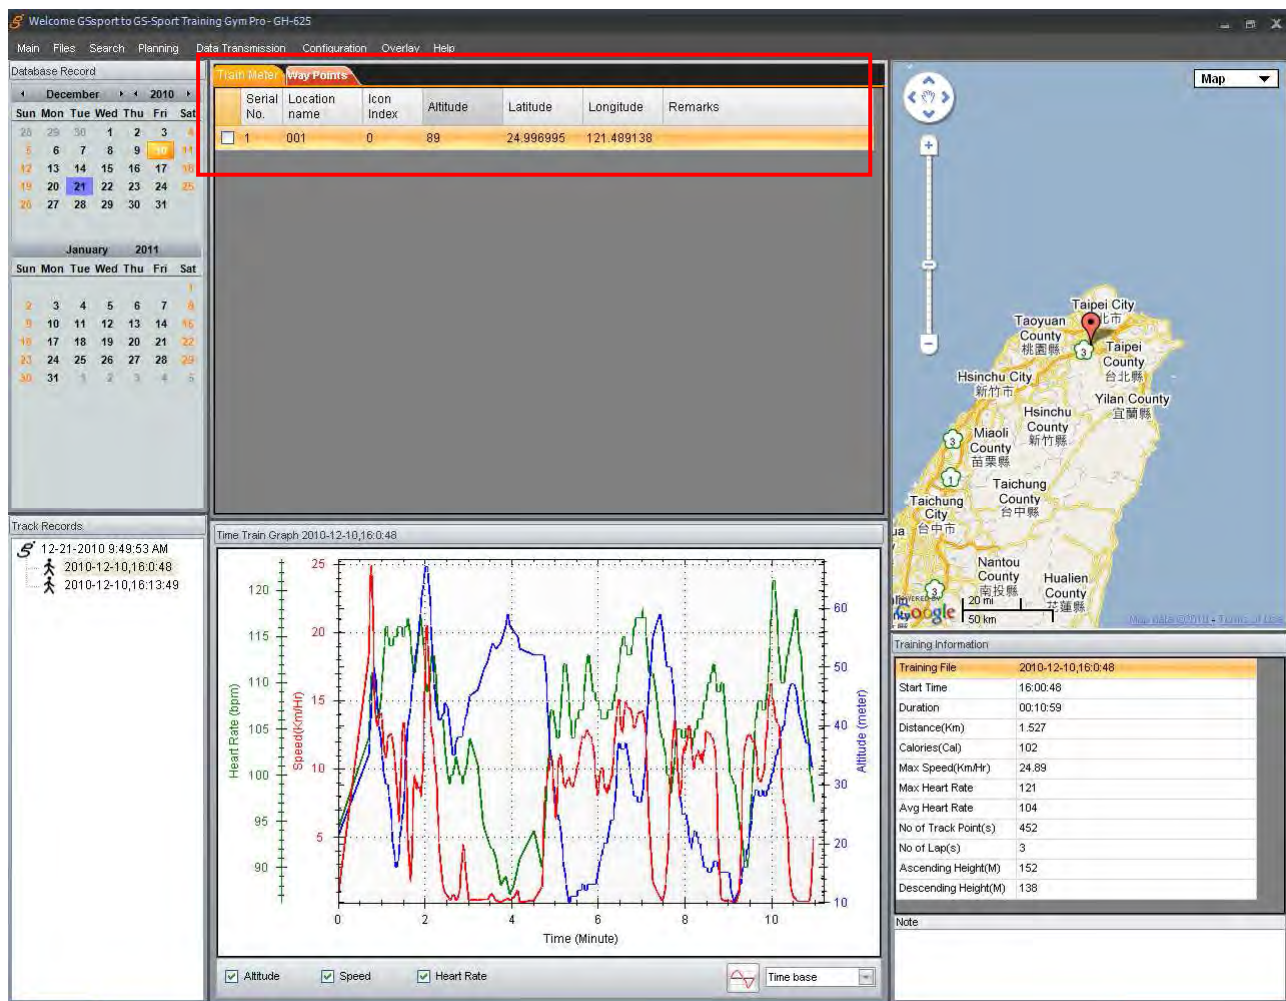 Welcome GSsport to GS-Sport Training Gym Pro - GH-625
Main Files Search Planning Data Transmission Configuration Overlay Help
Database Record
December 2010
Sun Mon Tue Wed Thu Fri Sat
28 29 30 1 2 3 4
5 6 7 8 9 10 11
12 13 14 15 16 17 18
19 20 21 22 23 24 25
26 27 28 29 30 31
January 2011
Sun Mon Tue Wed Thu Fri Sat
1
2 3 4 5 6 7 8
9 10 11 12 13 14 15
16 17 18 19 20 21 22
23 24 25 26 27 28 29
30 31 1 2 3 4 5
Train Meter Way Points
Serial No. Location name Icon Index Altitude Latitude Longitude Remarks
1 001 0 89 24.996995 121.489138
Map
Taipei City
北市
Taoyuan County
桃園縣
3
Taipei County
台北縣
Hsinchu City
新竹市
Yilan County
宜蘭縣
Hsinchu County
新竹縣
3
Miaoli County
苗栗縣
1
Taichung County
台中縣
Taichung City
台中市
Nantou County
南投縣
Hualien County
花蓮縣
3
POWERED BY
Google
20 mi
50 km
Map data ©2010 - Terms of Use
Track Records
12-21-2010 9:49:53 AM
2010-12-10,16:0:48
2010-12-10,16:13:49
Time Train Graph 2010-12-10,16:0:48
Heart Rate (bpm)
120
115
110
105
100
95
90
Speed(Km/Hr)
25
20
15
10
5
Altitude (meter)
60
50
40
30
20
10
0 2 4 6 8 10
Time (Minute)
Altitude Speed Heart Rate Time base
Training Information
Training File 2010-12-10,16:0:48
Start Time 16:00:48
Duration 00:10:59
Distance(Km) 1.527
Calories(Cal) 102
Max Speed(Km/Hr) 24.89
Max Heart Rate 121
Avg Heart Rate 104
No of Track Point(s) 452
No of Lap(s) 3
Ascending Height(M) 152
Descending Height(M) 138
Note